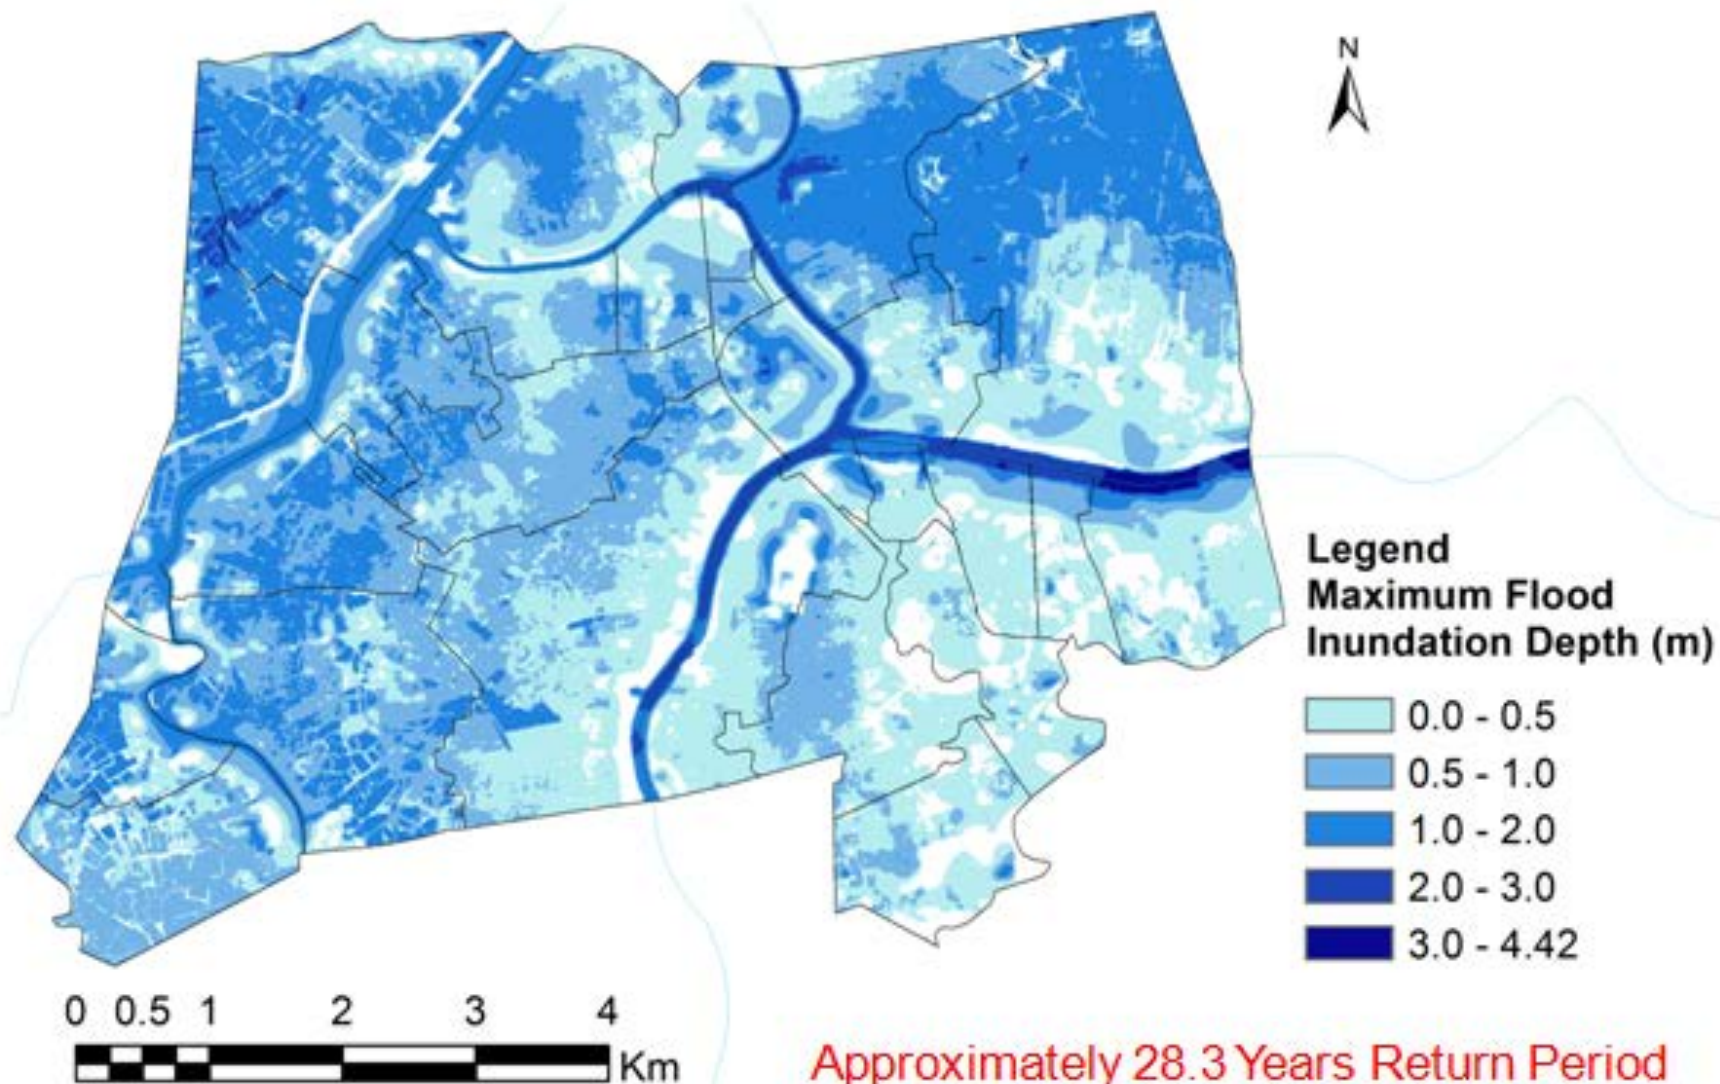 N
Legend
Maximum Flood
Inundation Depth (m)
0.0 - 0.5
0.5 - 1.0
1.0 - 2.0
2.0 - 3.0
3.0 - 4.42
0 0.5 1 2 3 4
Km
Approximately 28.3 Years Return Period